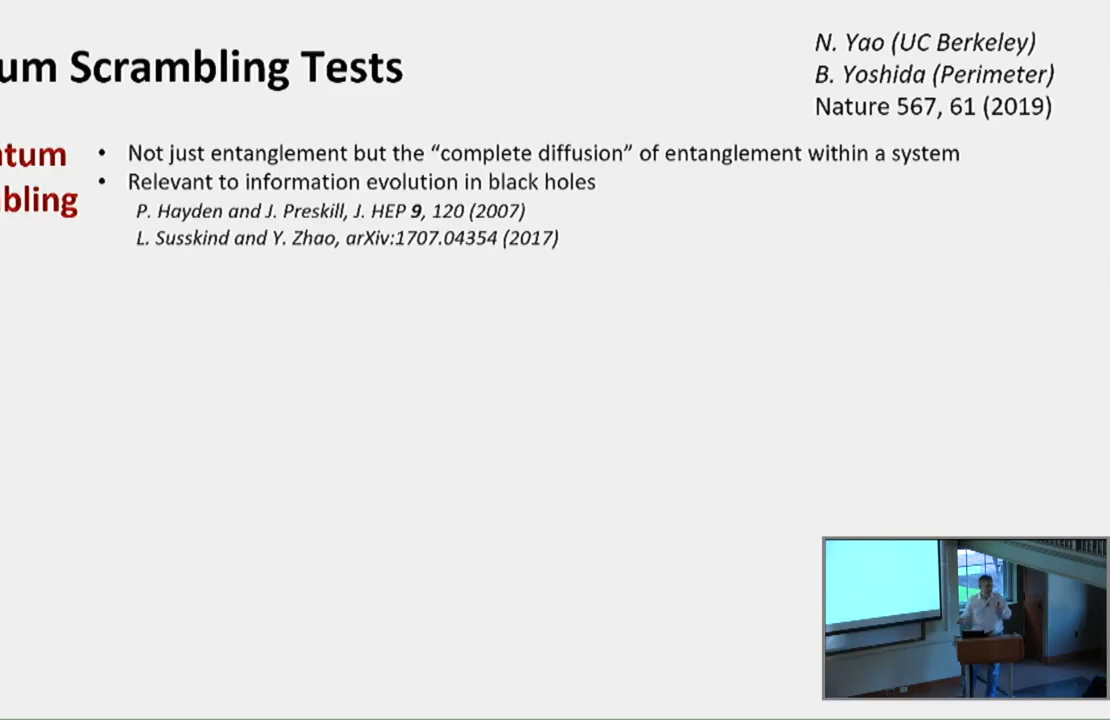 um Scrambling Tests
N. Yao (UC Berkeley)
B. Yoshida (Perimeter)
Nature 567, 61 (2019)
tum
bling
• Not just entanglement but the “complete diffusion” of entanglement within a system
• Relevant to information evolution in black holes
P. Hayden and J. Preskill, J. HEP 9, 120 (2007)
L. Susskind and Y. Zhao, arXiv:1707.04354 (2017)